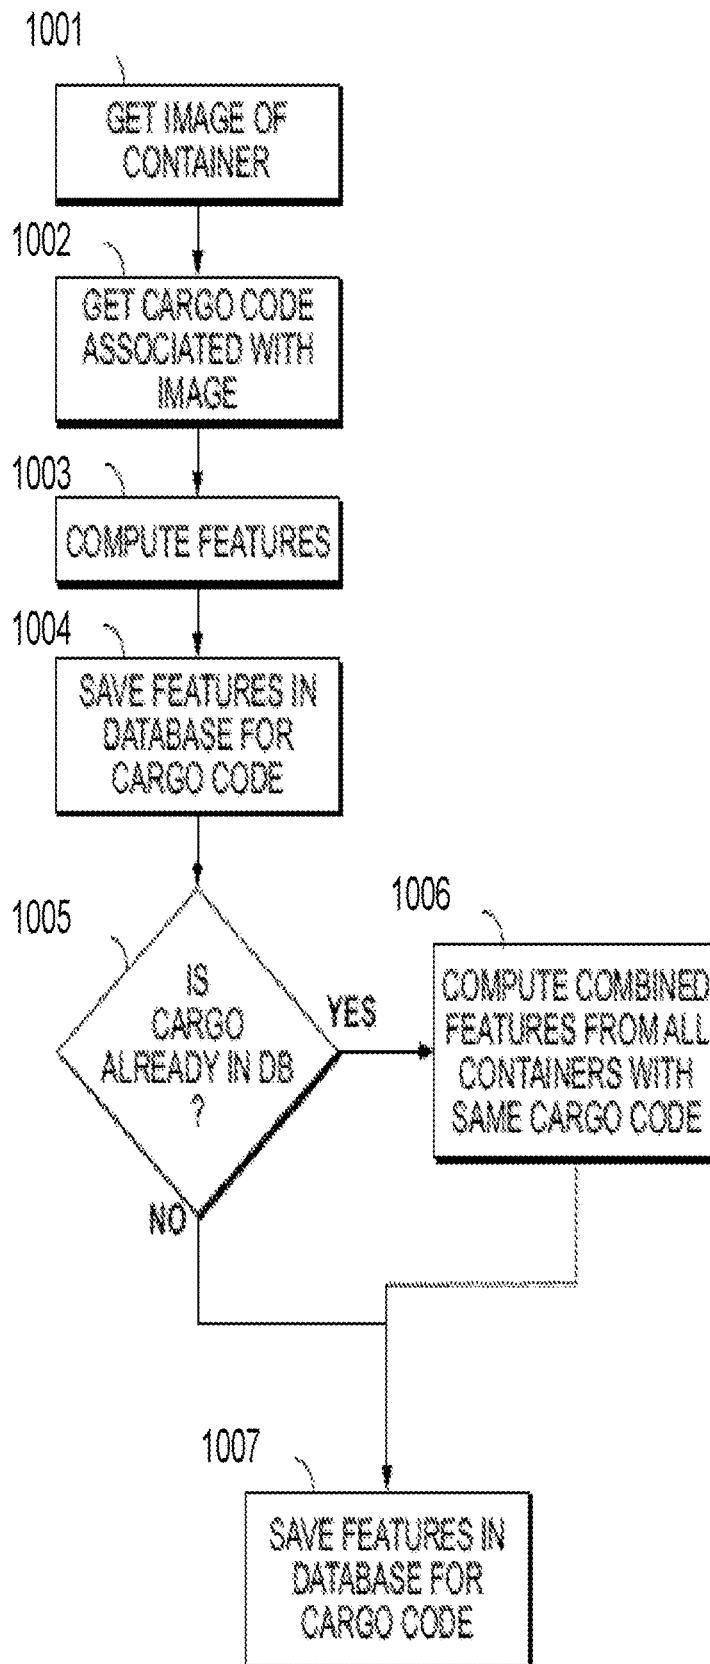 1001
GET IMAGE OF
CONTAINER
1002
GET CARGO CODE
ASSOCIATED WITH
IMAGE
1003
COMPUTE FEATURES
1004
SAVE FEATURES IN
DATABASE FOR
CARGO CODE
1005
IS
CARGO
ALREADY IN DB
?
YES
NO
1006
COMPUTE COMBINED
FEATURES FROM ALL
CONTAINERS WITH
SAME CARGO CODE
1007
SAVE FEATURES IN
DATABASE FOR
CARGO CODE